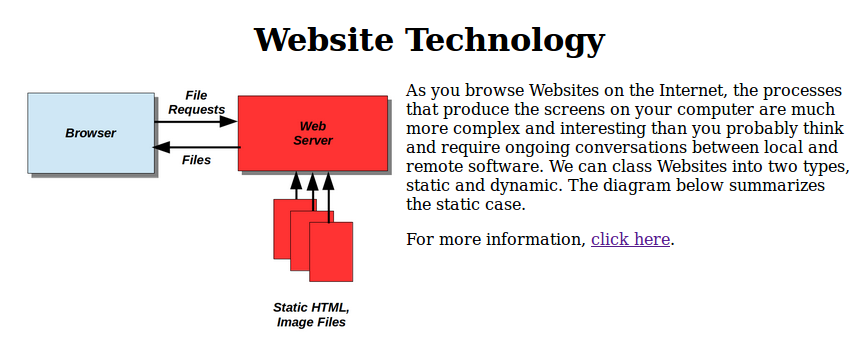 Website Technology
File
Requests
Browser
Web
Server
Files
Static HTML,
Image Files
As you browse Websites on the Internet, the processes
that produce the screens on your computer are much
more complex and interesting than you probably think
and require ongoing conversations between local and
remote software. We can class Websites into two types,
static and dynamic. The diagram below summarizes
the static case.
For more information, click here.